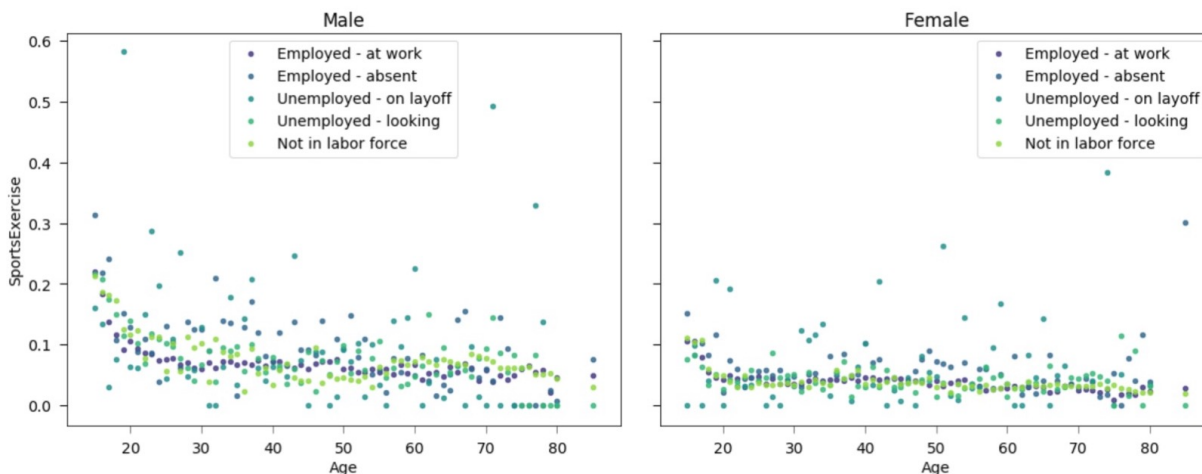 Male
Female
0.6
0.5
0.4
0.3
0.2
0.1
0.0
SportsExercise
Employed - at work
Employed - absent
Unemployed - on layoff
Unemployed - looking
Not in labor force
Employed - at work
Employed - absent
Unemployed - on layoff
Unemployed - looking
Not in labor force
20 30 40 50 60 70 80
20 30 40 50 60 70 80
Age
Age